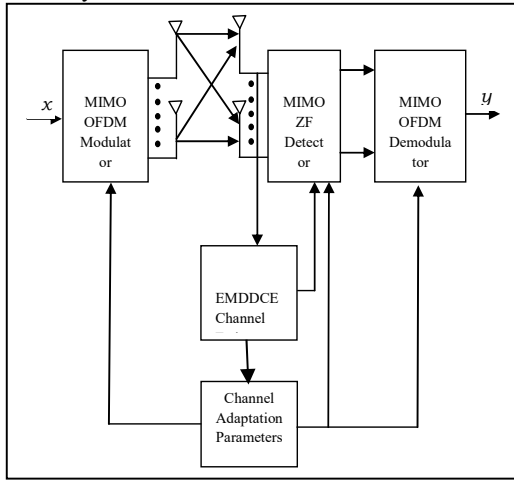 x
MIMO
OFDM
Modulat
or
MIMO
ZF
Detect
or
MIMO
OFDM
Demodula
tor
y
EMDDCE
Channel
Channel
Adaptation
Parameters